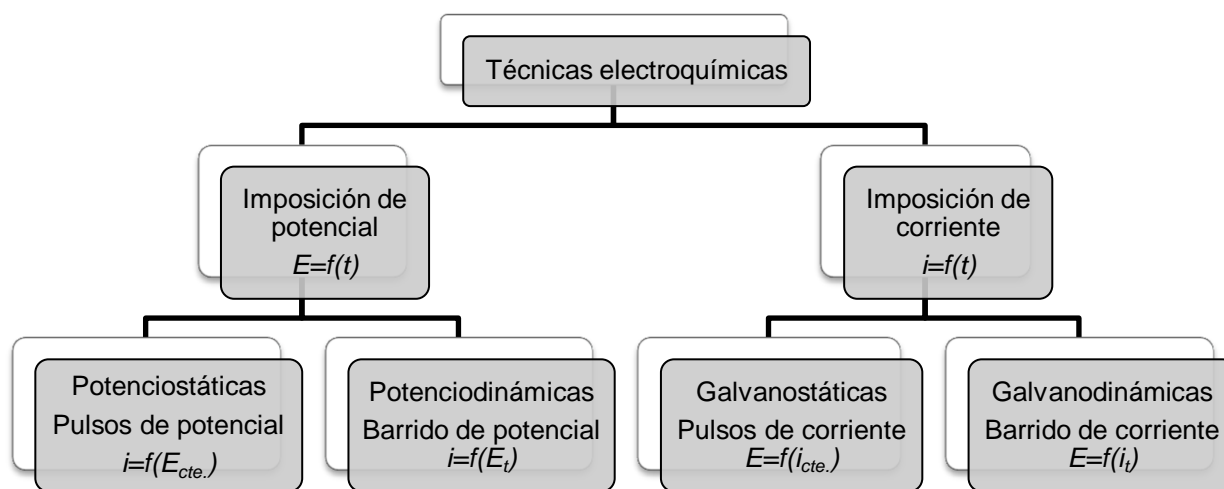 Técnicas electroquímicas
Imposición de
potencial
E=f(t)
Imposición de
corriente
i=f(t)
Potenciostáticas
Pulsos de potencial
i=f(Ecte.)
Potenciodinámicas
Barrido de potencial
i=f(Et)
Galvanostáticas
Pulsos de corriente
E=f(icte.)
Galvanodinámicas
Barrido de corriente
E=f(it)